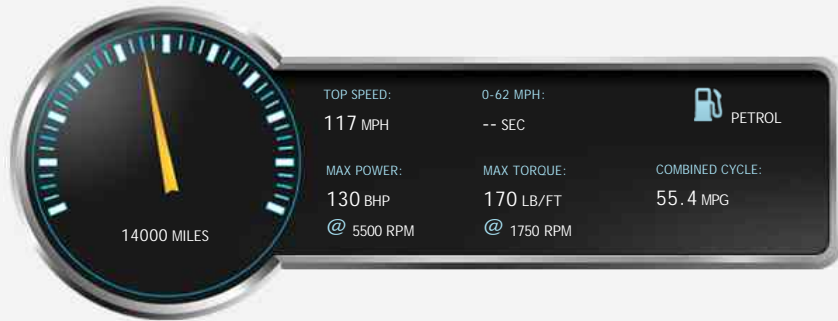 TOP SPEED:
117 MPH
0-62 MPH:
-- SEC
PETROL
MAX POWER:
130 BHP
@ 5500 RPM
MAX TORQUE:
170 LB/FT
@ 1750 RPM
COMBINED CYCLE:
55.4 MPG
14000 MILES